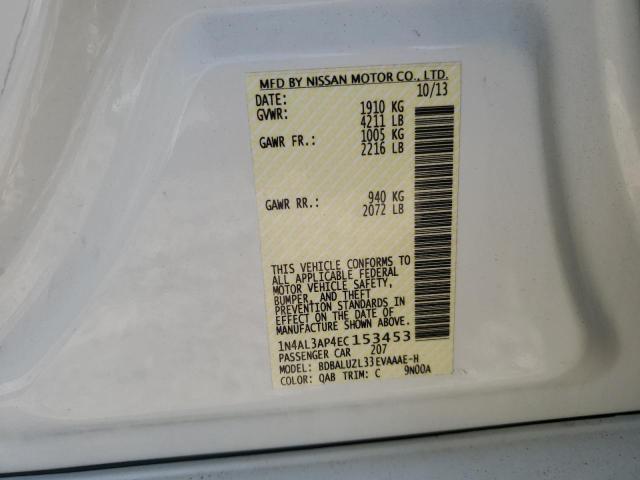 MFD BY NISSAN MOTOR CO., LTD.
DATE: 10/13
GVWR: 1910 KG
4211 LB
GAWR FR.: 1005 KG
2216 LB
GAWR RR.: 940 KG
2072 LB
THIS VEHICLE CONFORMS TO
ALL APPLICABLE FEDERAL
MOTOR VEHICLE SAFETY,
BUMPER, AND THEFT
PREVENTION STANDARDS IN
EFFECT ON THE DATE OF
MANUFACTURE SHOWN ABOVE.
1N4AL3AP4EC153453
PASSENGER CAR 207
MODEL: BDBALUZL33EVAAAE-H
COLOR: QAB TRIM: C 9N00A